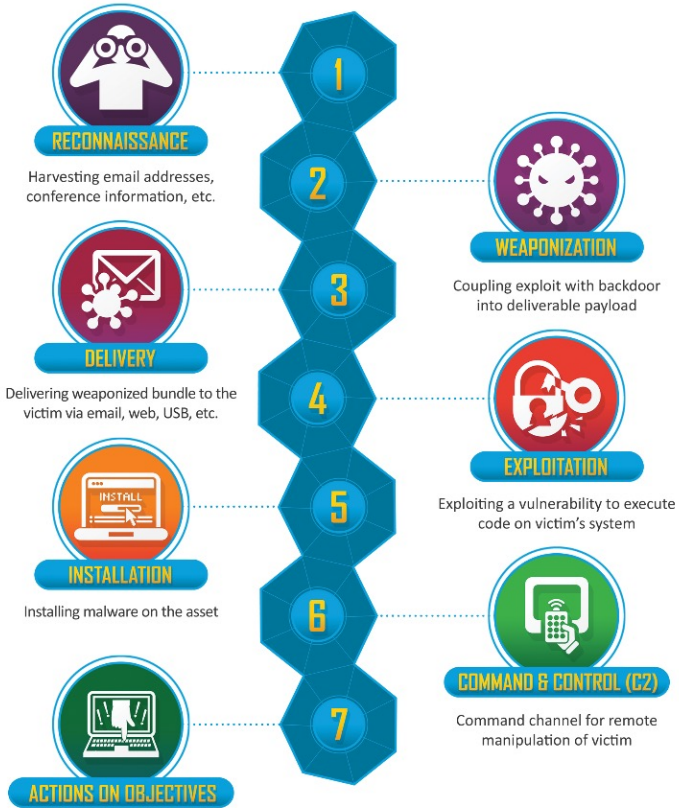 1
RECONNAISSANCE
Harvesting email addresses,
conference information, etc.
2
WEAPONIZATION
Coupling exploit with backdoor
into deliverable payload
3
DELIVERY
Delivering weaponized bundle to the
victim via email, web, USB, etc.
4
EXPLOITATION
Exploiting a vulnerability to execute
code on victim's system
5
INSTALL
INSTALLATION
Installing malware on the asset
6
COMMAND & CONTROL (C2)
Command channel for remote
manipulation of victim
7
ACTIONS ON OBJECTIVES